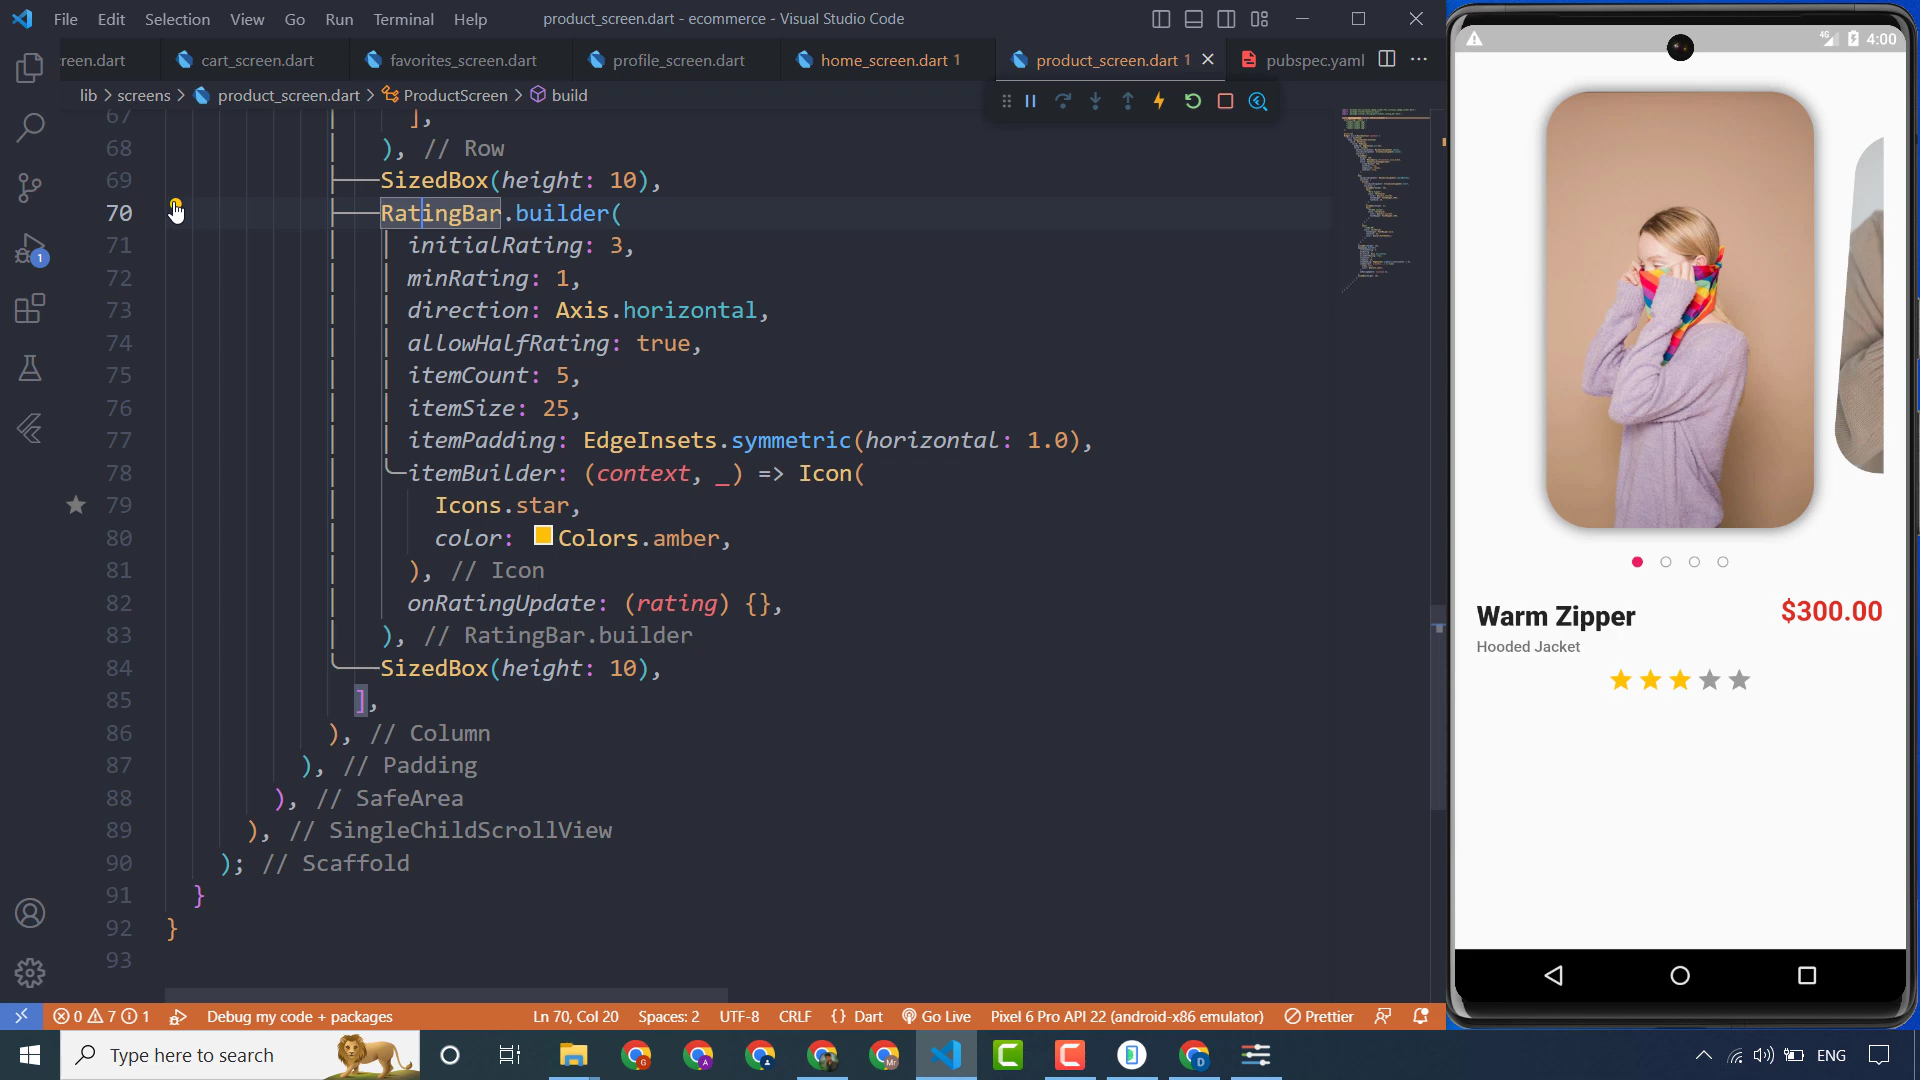 File Edit Selection View Go Run Terminal Help product_screen.dart - ecommerce - Visual Studio Code
reen.dart cart_screen.dart favorites_screen.dart profile_screen.dart home_screen.dart 1 product_screen.dart 1 pubspec.yaml
lib > screens > product_screen.dart > ProductScreen > build
67 ],
68 ), // Row
69 SizedBox(height: 10),
70 RatingBar.builder(
71 initialRating: 3,
72 minRating: 1,
73 direction: Axis.horizontal,
74 allowHalfRating: true,
75 itemCount: 5,
76 itemSize: 25,
77 itemPadding: EdgeInsets.symmetric(horizontal: 1.0),
78 itemBuilder: (context, _) => Icon(
79 Icons.star,
80 color: Colors.amber,
81 ), // Icon
82 onRatingUpdate: (rating) {},
83 ), // RatingBar.builder
84 SizedBox(height: 10),
85 ],
86 ), // Column
87 ), // Padding
88 ), // SafeArea
89 ), // SingleChildScrollView
90 ); // Scaffold
91 }
92 }
93
1
0 7 1 Debug my code + packages Ln 70, Col 20 Spaces: 2 UTF-8 CRLF {} Dart Go Live Pixel 6 Pro API 22 (android-x86 emulator) Prettier
Type here to search
ENG
4G 4:00
Warm Zipper $300.00
Hooded Jacket